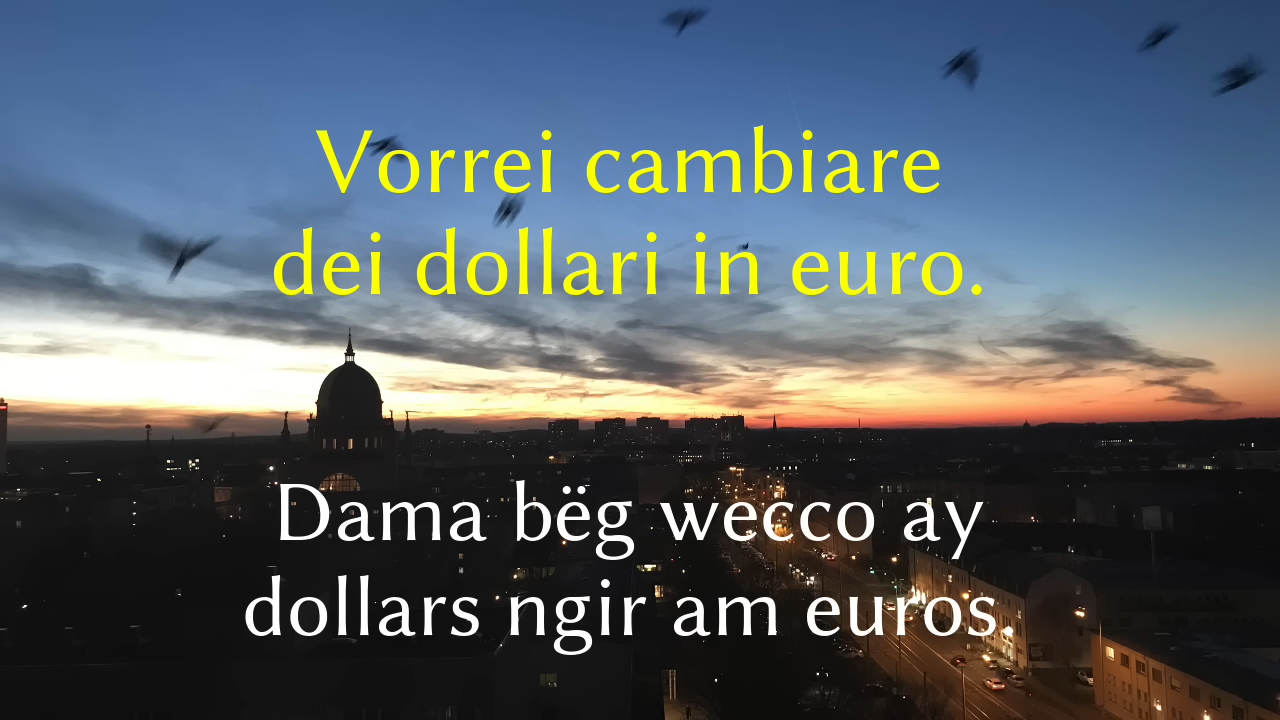 Vorrei cambiare
dei dollari in euro.
Dama bëg wecco ay
dollars ngir am euros.